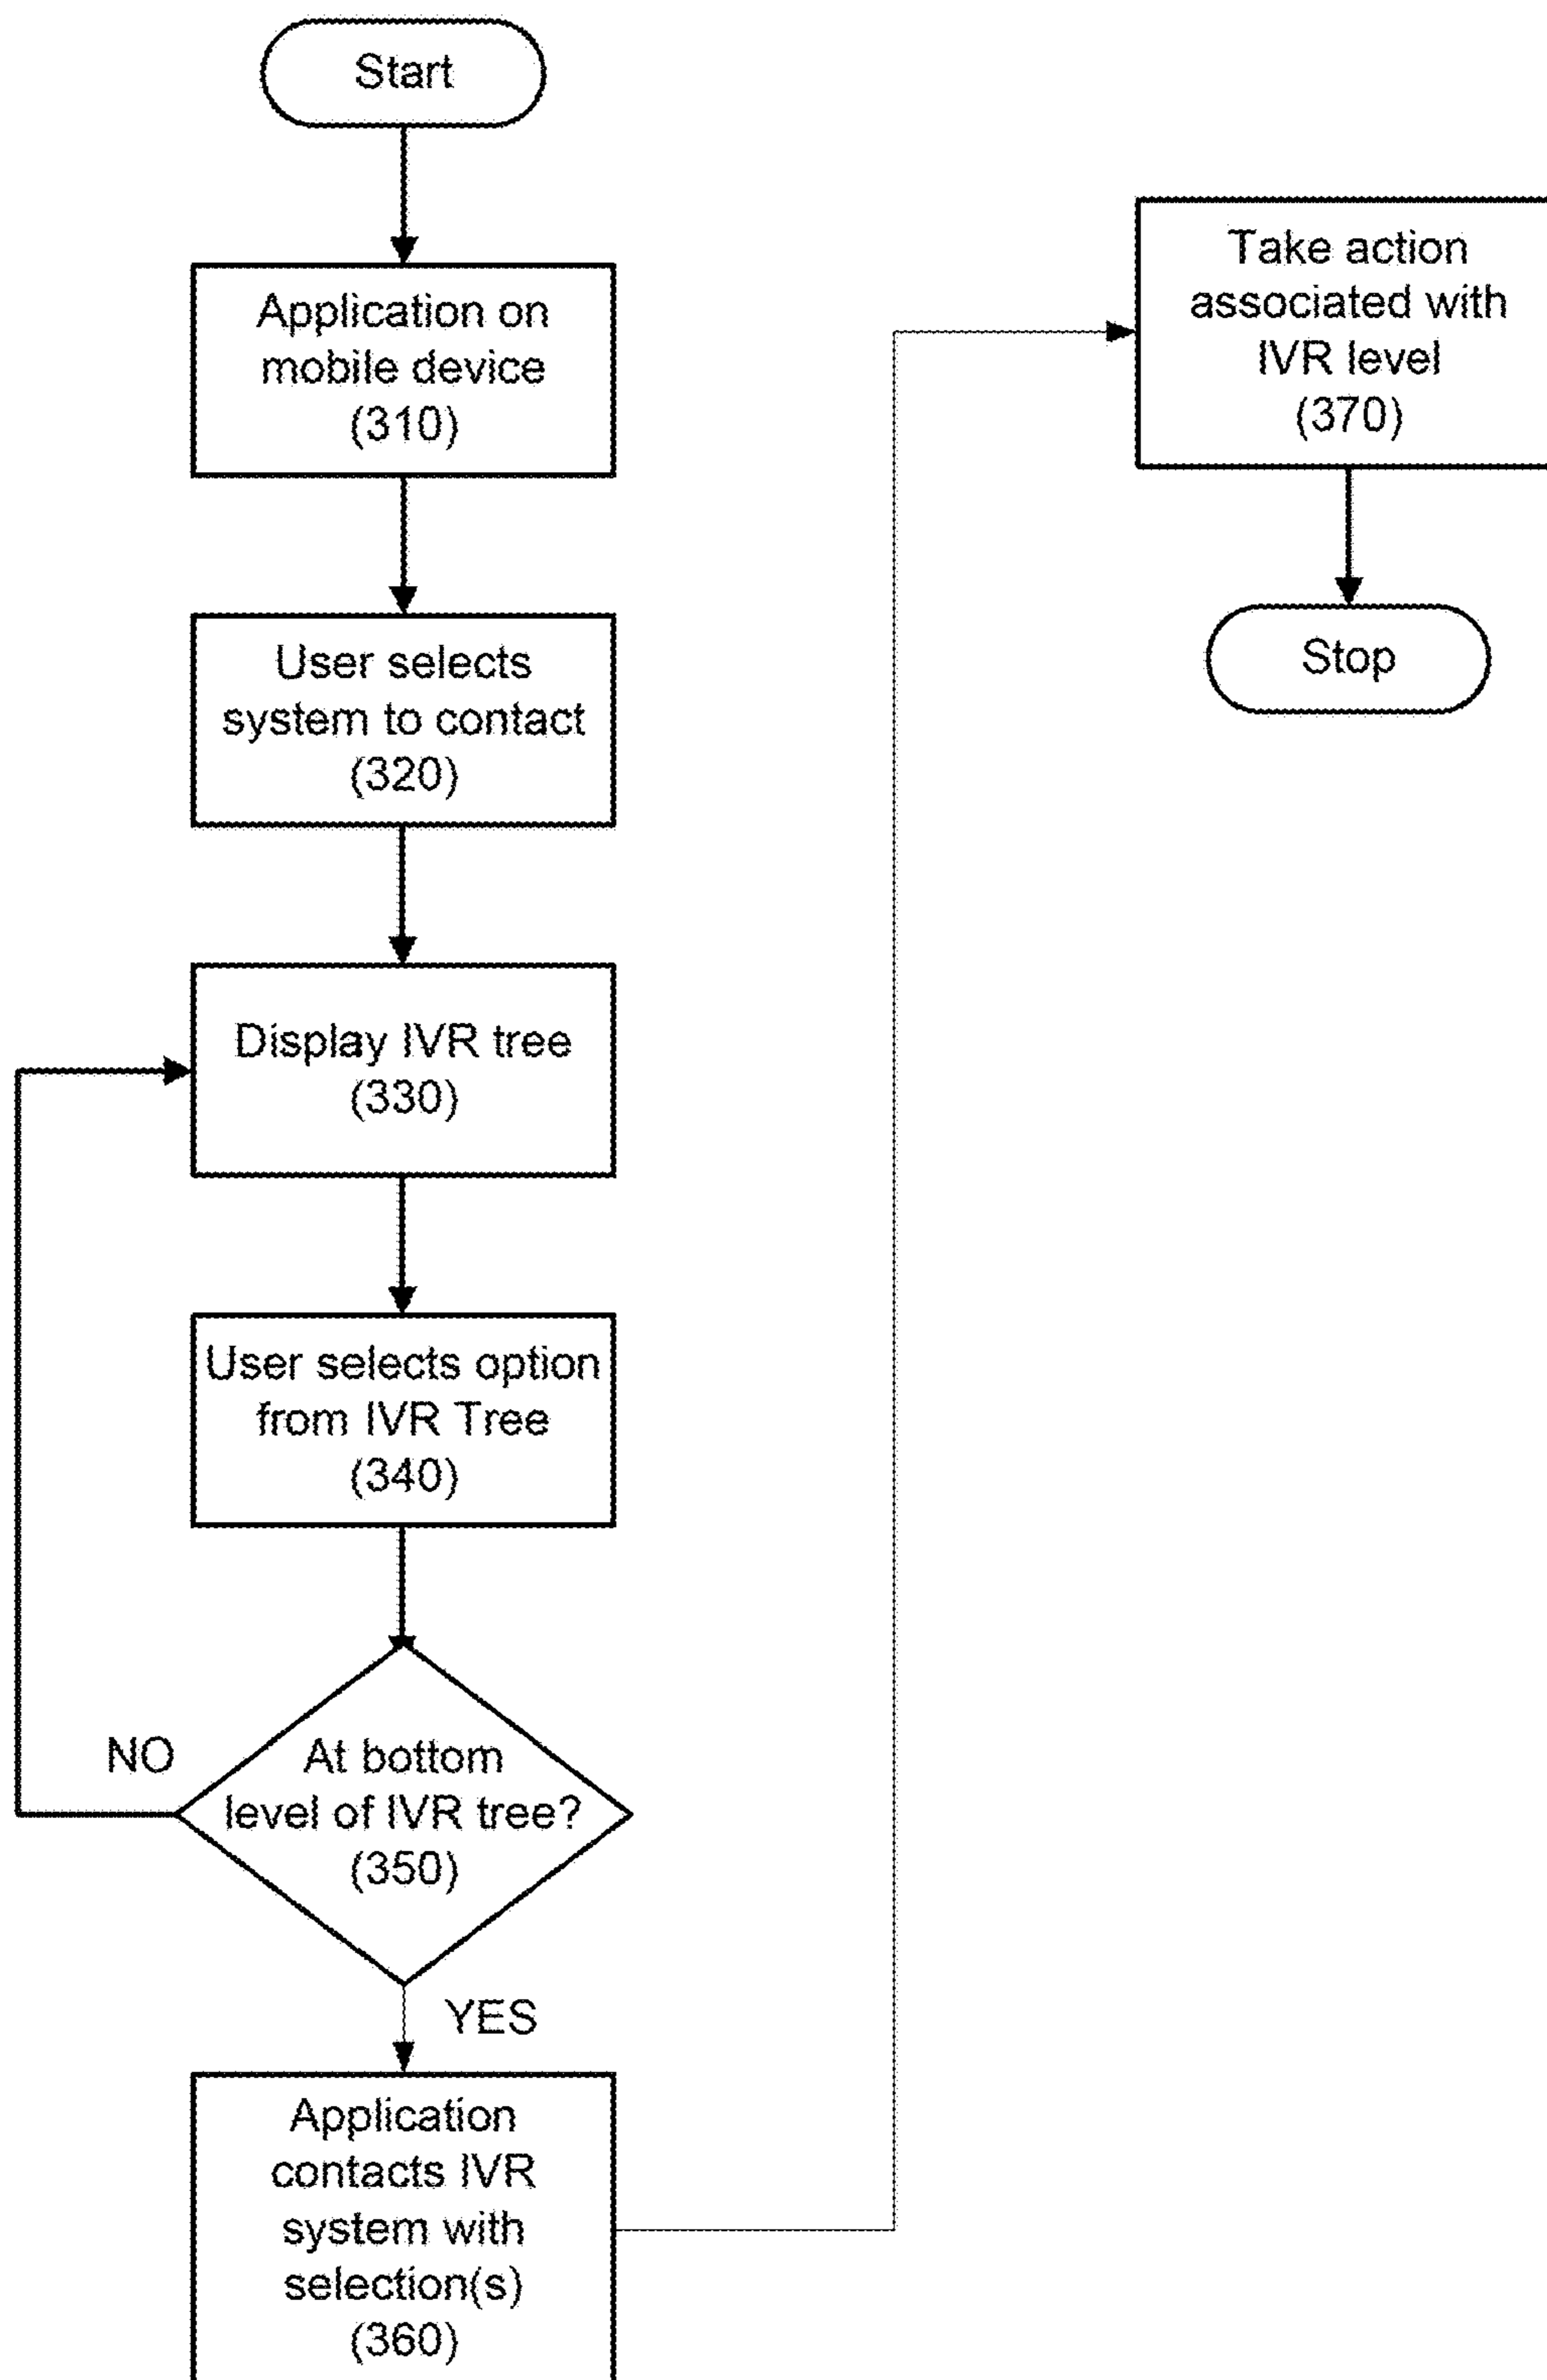 Start
Application on
mobile device
(310)
User selects
system to contact
(320)
Display IVR tree
(330)
User selects option
from IVR Tree
(340)
At bottom
level of IVR tree?
(350)
NO
YES
Application
contacts IVR
system with
selection(s)
(360)
Take action
associated with
IVR level
(370)
Stop